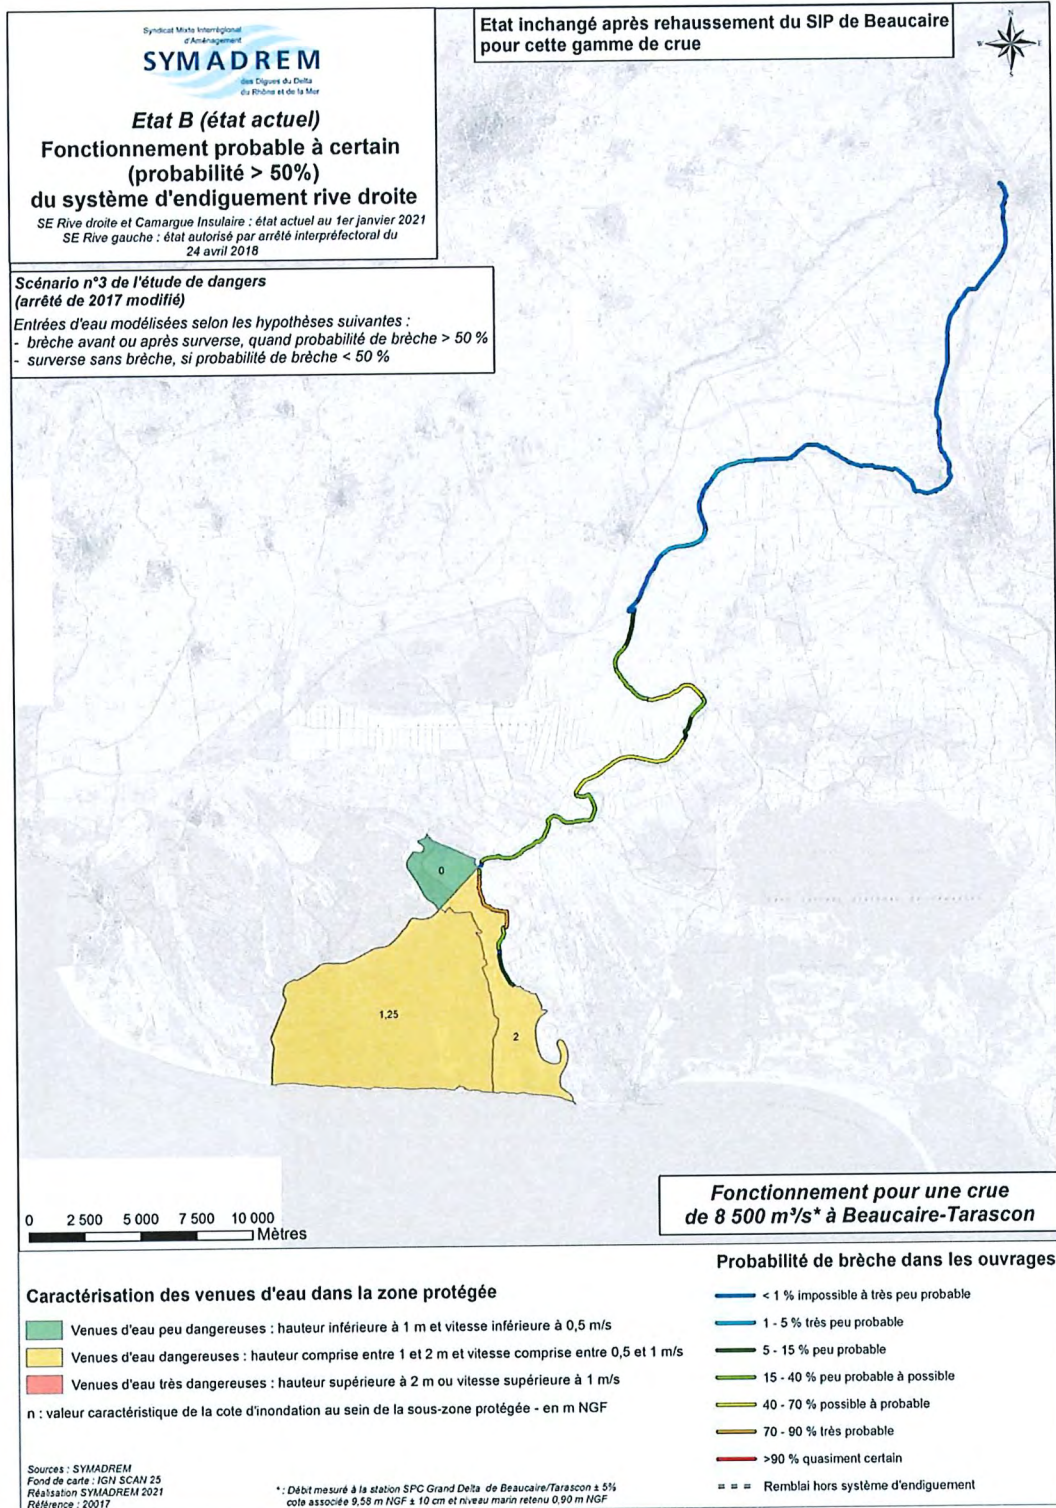 Syndicat Mixte Interrégional
d'Aménagement
SYMADREM
des Digues du Delta
du Rhône et de la Mer
Etat B (état actuel)
Fonctionnement probable à certain
(probabilité > 50%)
du système d'endiguement rive droite
SE Rive droite et Camargue Insulaire : état actuel au 1er janvier 2021
SE Rive gauche : état autorisé par arrêté interpréfectoral du
24 avril 2018
Etat inchangé après rehaussement du SIP de Beaucaire
pour cette gamme de crue
N
W E
S
Scénario n°3 de l'étude de dangers
(arrêté de 2017 modifié)
Entrées d'eau modélisées selon les hypothèses suivantes :
- brèche avant ou après surverse, quand probabilité de brèche > 50 %
- surverse sans brèche, si probabilité de brèche < 50 %
0
1,25
2
0 2 500 5 000 7 500 10 000
Mètres
Fonctionnement pour une crue
de 8 500 m³/s* à Beaucaire-Tarascon
Caractérisation des venues d'eau dans la zone protégée
Venues d'eau peu dangereuses : hauteur inférieure à 1 m et vitesse inférieure à 0,5 m/s
Venues d'eau dangereuses : hauteur comprise entre 1 et 2 m et vitesse comprise entre 0,5 et 1 m/s
Venues d'eau très dangereuses : hauteur supérieure à 2 m ou vitesse supérieure à 1 m/s
n : valeur caractéristique de la cote d'inondation au sein de la sous-zone protégée - en m NGF
Probabilité de brèche dans les ouvrages
< 1 % impossible à très peu probable
1 - 5 % très peu probable
5 - 15 % peu probable
15 - 40 % peu probable à possible
40 - 70 % possible à probable
70 - 90 % très probable
>90 % quasiment certain
Remblai hors système d'endiguement
Sources : SYMADREM
Fond de carte : IGN SCAN 25
Réalisation SYMADREM 2021
Référence : 20017
* : Débit mesuré à la station SPC Grand Delta de Beaucaire/Tarascon ± 5%
cote associée 9,58 m NGF ± 10 cm et niveau marin retenu 0,90 m NGF